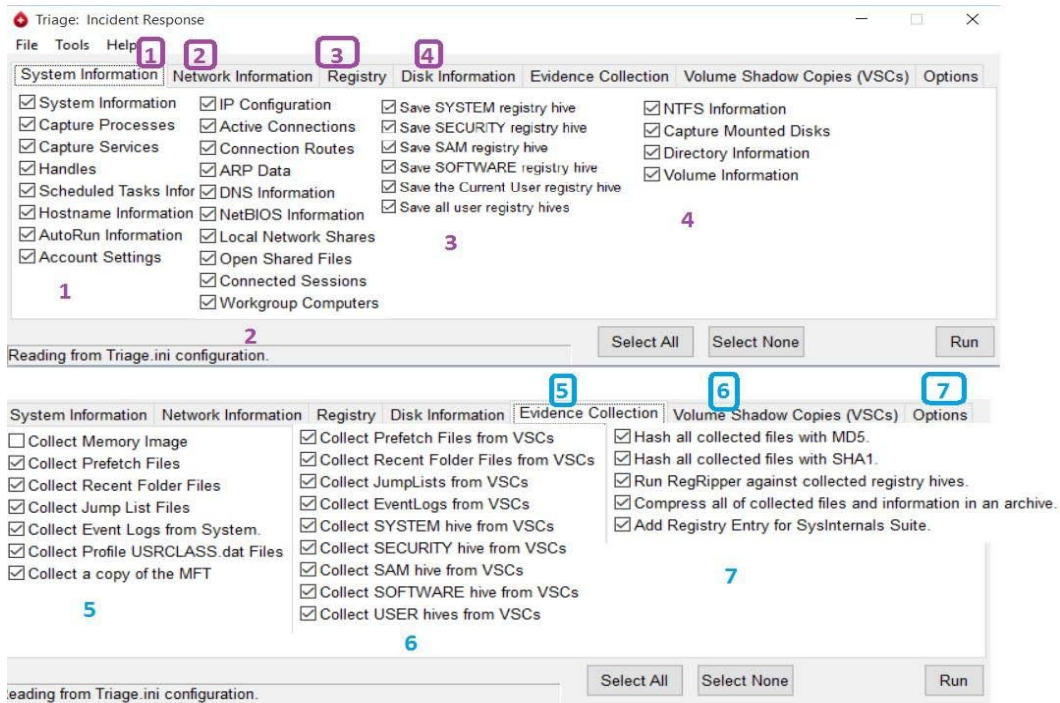 Triage: Incident Response
File Tools Help
1 2 3 4
System Information Network Information Registry Disk Information Evidence Collection Volume Shadow Copies (VSCs) Options
System Information
Capture Processes
Capture Services
Handles
Scheduled Tasks Infor
Hostname Information
AutoRun Information
Account Settings
1
IP Configuration
Active Connections
Connection Routes
ARP Data
DNS Information
NetBIOS Information
Local Network Shares
Open Shared Files
Connected Sessions
Workgroup Computers
2
Save SYSTEM registry hive
Save SECURITY registry hive
Save SAM registry hive
Save SOFTWARE registry hive
Save the Current User registry hive
Save all user registry hives
3
NTFS Information
Capture Mounted Disks
Directory Information
Volume Information
4
Reading from Triage.ini configuration.
Select All Select None Run
5 6 7
System Information Network Information Registry Disk Information Evidence Collection Volume Shadow Copies (VSCs) Options
Collect Memory Image
Collect Prefetch Files
Collect Recent Folder Files
Collect Jump List Files
Collect Event Logs from System.
Collect Profile USRCLASS.dat Files
Collect a copy of the MFT
5
Collect Prefetch Files from VSCs
Collect Recent Folder Files from VSCs
Collect JumpLists from VSCs
Collect EventLogs from VSCs
Collect SYSTEM hive from VSCs
Collect SECURITY hive from VSCs
Collect SAM hive from VSCs
Collect SOFTWARE hive from VSCs
Collect USER hives from VSCs
6
Hash all collected files with MD5.
Hash all collected files with SHA1.
Run RegRipper against collected registry hives.
Compress all of collected files and information in an archive.
Add Registry Entry for SysInternals Suite.
7
eading from Triage.ini configuration.
Select All Select None Run